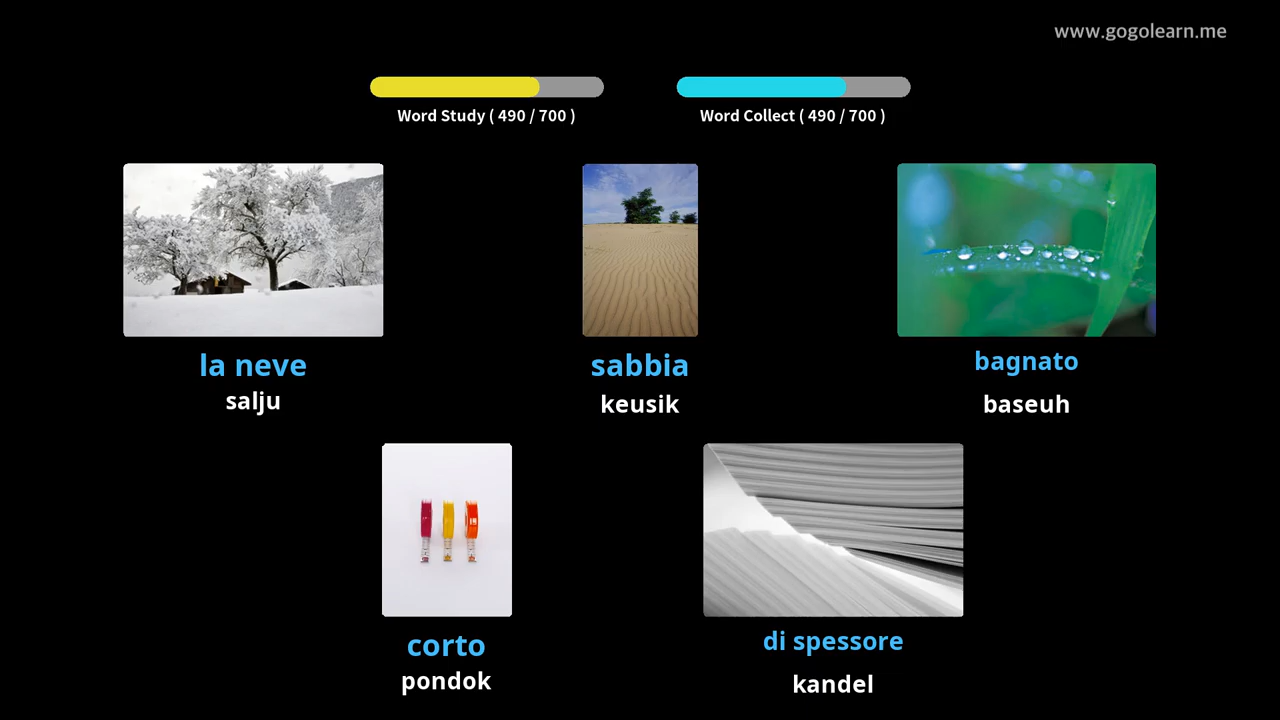 www.gogolearn.me
Word Study ( 490 / 700 )
Word Collect ( 490 / 700 )
la neve
salju
sabbia
keusik
bagnato
baseuh
corto
pondok
di spessore
kandel